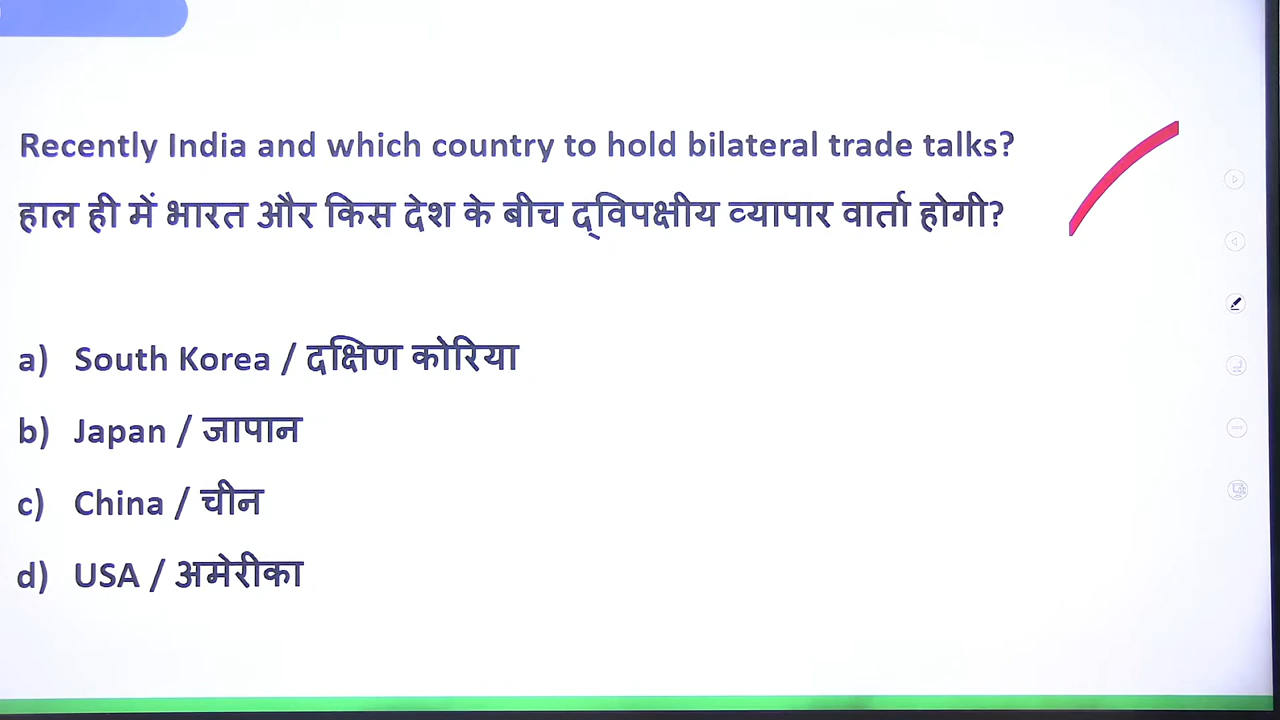 Recently India and which country to hold bilateral trade talks?
हाल ही में भारत और किस देश के बीच द्विपक्षीय व्यापार वार्ता होगी?
a) South Korea / दक्षिण कोरिया
b) Japan / जापान
c) China / चीन
d) USA / अमेरीका